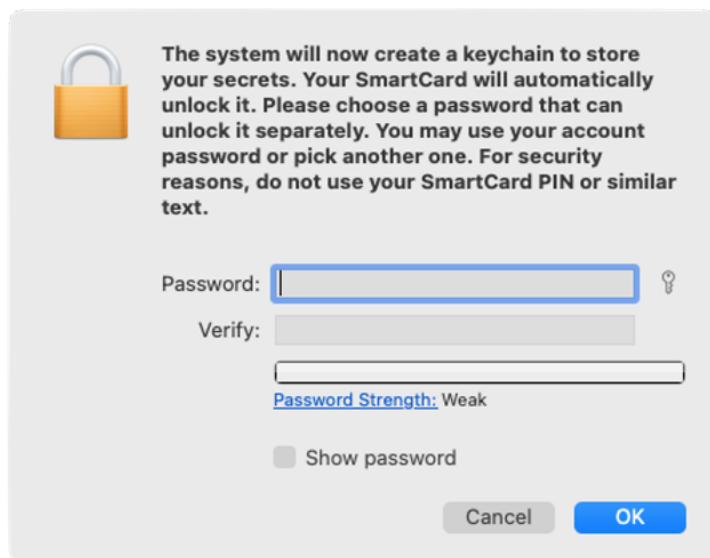 The system will now create a keychain to store
your secrets. Your SmartCard will automatically
unlock it. Please choose a password that can
unlock it separately. You may use your account
password or pick another one. For security
reasons, do not use your SmartCard PIN or similar
text.
Password:
Verify:
Password Strength: Weak
Show password
Cancel OK